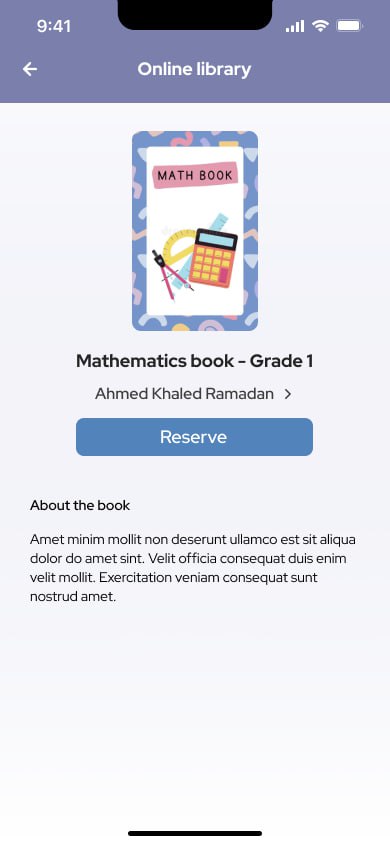 9:41
Online library
MATH BOOK
Mathematics book - Grade 1
Ahmed Khaled Ramadan
Reserve
About the book
Amet minim mollit non deserunt ullamco est sit aliqua
dolor do amet sint. Velit officia consequat duis enim
velit mollit. Exercitation veniam consequat sunt
nostrud amet.